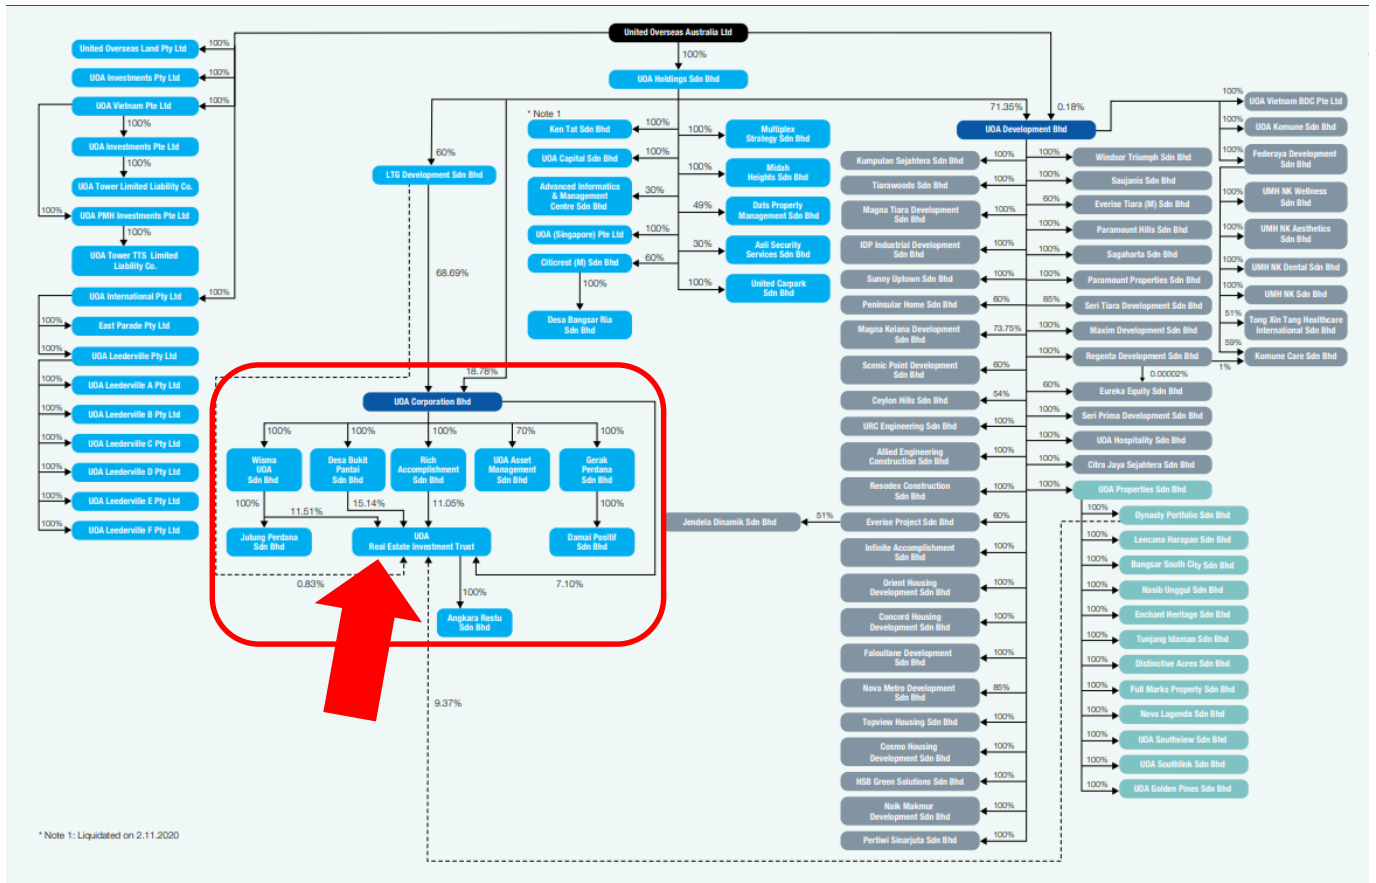 United Overseas Australia Ltd
100%
UOA Holdings Sdn Bhd
United Overseas Land Pty Ltd
100%
UOA Investments Pty Ltd
100%
UOA Vietnam Pte Ltd
100%
100%
UOA Investments Pte Ltd
100%
UOA Tower Limited Liability Co.
100%
UOA PMH Investments Pte Ltd
100%
UOA Tower TTS Limited
Liability Co.
UOA International Pty Ltd
100%
100%
East Parade Pty Ltd
100%
UOA Leederville Pty Ltd
100%
UOA Leederville A Pty Ltd
100%
UOA Leederville B Pty Ltd
100%
UOA Leederville C Pty Ltd
100%
UOA Leederville D Pty Ltd
100%
UOA Leederville E Pty Ltd
100%
UOA Leederville F Pty Ltd
60%
LTG Development Sdn Bhd
68.69%
* Note 1
Ken Tat Sdn Bhd
100%
UOA Capital Sdn Bhd
100%
Advanced Informatics
& Management
Centre Sdn Bhd
30%
UOA (Singapore) Pte Ltd
100%
Citicrest (M) Sdn Bhd
60%
100%
Desa Bangsar Ria
Sdn Bhd
100%
Multiplex
Strategy Sdn Bhd
100%
Midah
Heights Sdn Bhd
49%
Dats Property
Management Sdn Bhd
30%
Asli Security
Services Sdn Bhd
100%
United Carpark
Sdn Bhd
18.78%
UOA Corporation Bhd
100%
100%
100%
70%
100%
Wisma
UOA
Sdn Bhd
Desa Bukit
Pantai
Sdn Bhd
Rich
Accomplishment
Sdn Bhd
UOA Asset
Management
Sdn Bhd
Gerak
Perdana
Sdn Bhd
100%
11.51%
15.14%
11.05%
100%
Julung Perdana
Sdn Bhd
UOA
Real Estate Investment Trust
Damai Positif
Sdn Bhd
0.83%
7.10%
100%
Angkara Restu
Sdn Bhd
9.37%
71.35%
0.18%
UOA Development Bhd
Kumpulan Sejahtera Sdn Bhd
100%
Tiarawoods Sdn Bhd
100%
Magna Tiara Development
Sdn Bhd
100%
IDP Industrial Development
Sdn Bhd
100%
Sunny Uptown Sdn Bhd
100%
Peninsular Home Sdn Bhd
60%
Magna Kelana Development
Sdn Bhd
73.75%
Scenic Point Development
Sdn Bhd
60%
Ceylon Hills Sdn Bhd
54%
URC Engineering Sdn Bhd
100%
Allied Engineering
Construction Sdn Bhd
100%
Resodex Construction
Sdn Bhd
100%
Jendela Dinamik Sdn Bhd
51%
Everise Project Sdn Bhd
60%
Infinite Accomplishment
Sdn Bhd
100%
Orient Housing
Development Sdn Bhd
100%
Concord Housing
Development Sdn Bhd
100%
Faloullane Development
Sdn Bhd
100%
Nova Metro Development
Sdn Bhd
85%
Topview Housing Sdn Bhd
100%
Cosmo Housing
Development Sdn Bhd
100%
HSB Green Solutions Sdn Bhd
100%
Naik Makmur
Development Sdn Bhd
100%
Pertiwi Sinarjuta Sdn Bhd
100%
100%
Windsor Triumph Sdn Bhd
100%
Saujanis Sdn Bhd
60%
Everise Tiara (M) Sdn Bhd
100%
Paramount Hills Sdn Bhd
100%
Sagaharta Sdn Bhd
100%
Paramount Properties Sdn Bhd
85%
Seri Tiara Development Sdn Bhd
100%
Maxim Development Sdn Bhd
100%
Regenta Development Sdn Bhd
1%
0.00002%
60%
Eureka Equity Sdn Bhd
100%
Seri Prima Development Sdn Bhd
100%
UOA Hospitality Sdn Bhd
100%
Citra Jaya Sejahtera Sdn Bhd
100%
UOA Properties Sdn Bhd
100%
Dynasty Portfolio Sdn Bhd
100%
Lencana Harapan Sdn Bhd
100%
Bangsar South City Sdn Bhd
100%
Nasib Unggul Sdn Bhd
100%
Enchant Heritage Sdn Bhd
100%
Tunjang Idaman Sdn Bhd
100%
Distinctive Acres Sdn Bhd
100%
Full Marks Property Sdn Bhd
100%
Nova Lagenda Sdn Bhd
100%
UOA Southview Sdn Bhd
100%
UOA Southlink Sdn Bhd
100%
UOA Golden Pines Sdn Bhd
100%
UOA Vietnam BDC Pte Ltd
100%
UOA Komune Sdn Bhd
100%
Federaya Development
Sdn Bhd
100%
UMH NK Wellness
Sdn Bhd
100%
UMH NK Aesthetics
Sdn Bhd
100%
UMH NK Dental Sdn Bhd
100%
UMH NK Sdn Bhd
51%
Tong Xin Tang Healthcare
International Sdn Bhd
59%
Komune Care Sdn Bhd
* Note 1: Liquidated on 2.11.2020